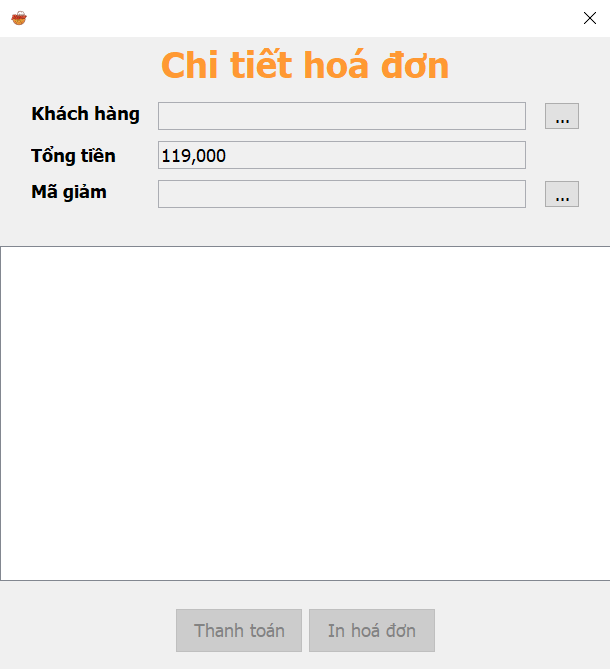 Chi tiết hoá đơn
Khách hàng ...
Tổng tiền 119,000
Mã giảm ...
Thanh toán In hoá đơn